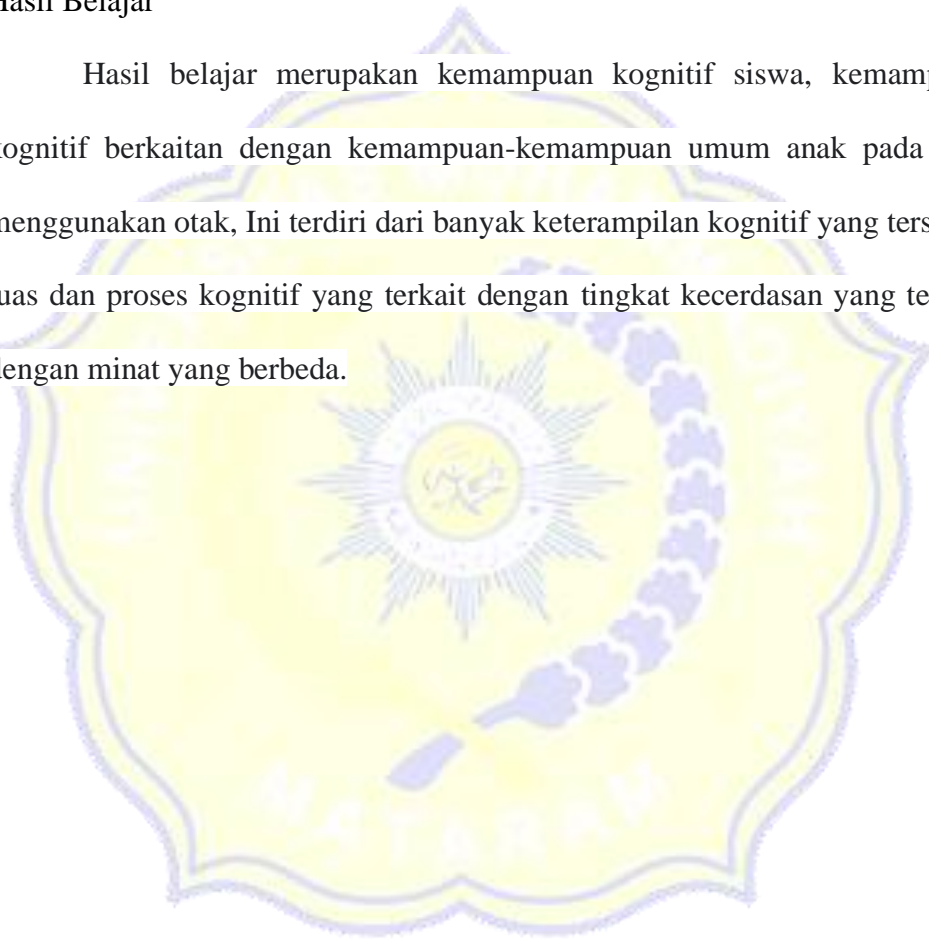 Hasil Belajar
Hasil belajar merupakan kemampuan kognitif siswa,
kognitif berkaitan dengan kemampuan-kemampuan umum anak pada
menggunakan otak, Ini terdiri dari banyak keterampilan kognitif yang
dan proses kognitif yang terkait dengan tingkat kecerdasan yang
dengan minat yang berbeda.
MATARAM